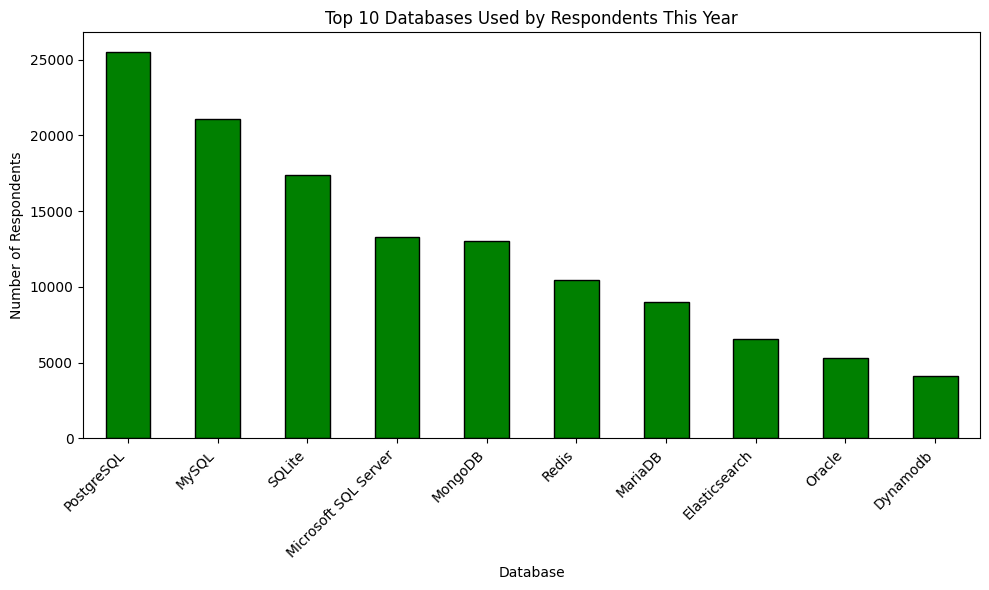 Top 10 Databases Used by Respondents This Year
Number of Respondents
25000
20000
15000
10000
5000
0
PostgreSQL
MySQL
SQLite
Microsoft SQL Server
MongoDB
Redis
MariaDB
Elasticsearch
Oracle
Dynamodb
Database